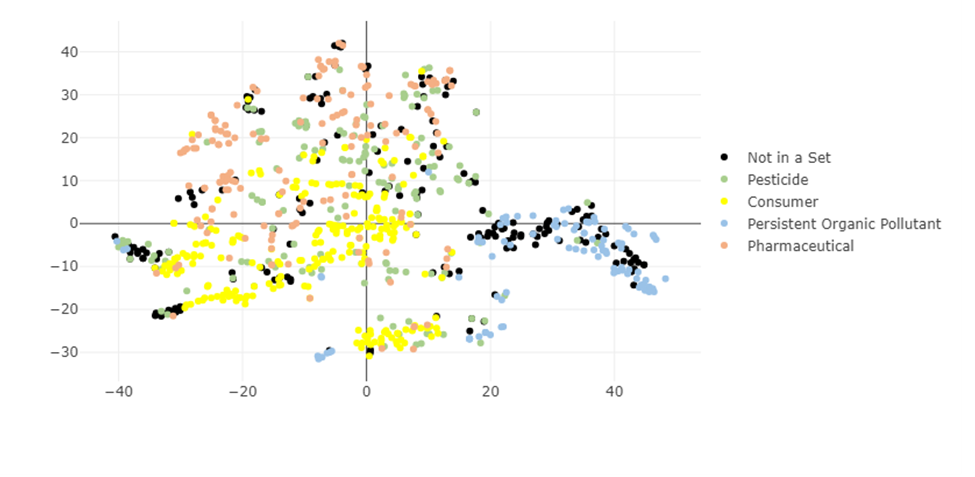 40
30
20
10
0
−10
−20
−30
−40
−20
0
20
40
Not in a Set
Pesticide
Consumer
Persistent Organic Pollutant
Pharmaceutical